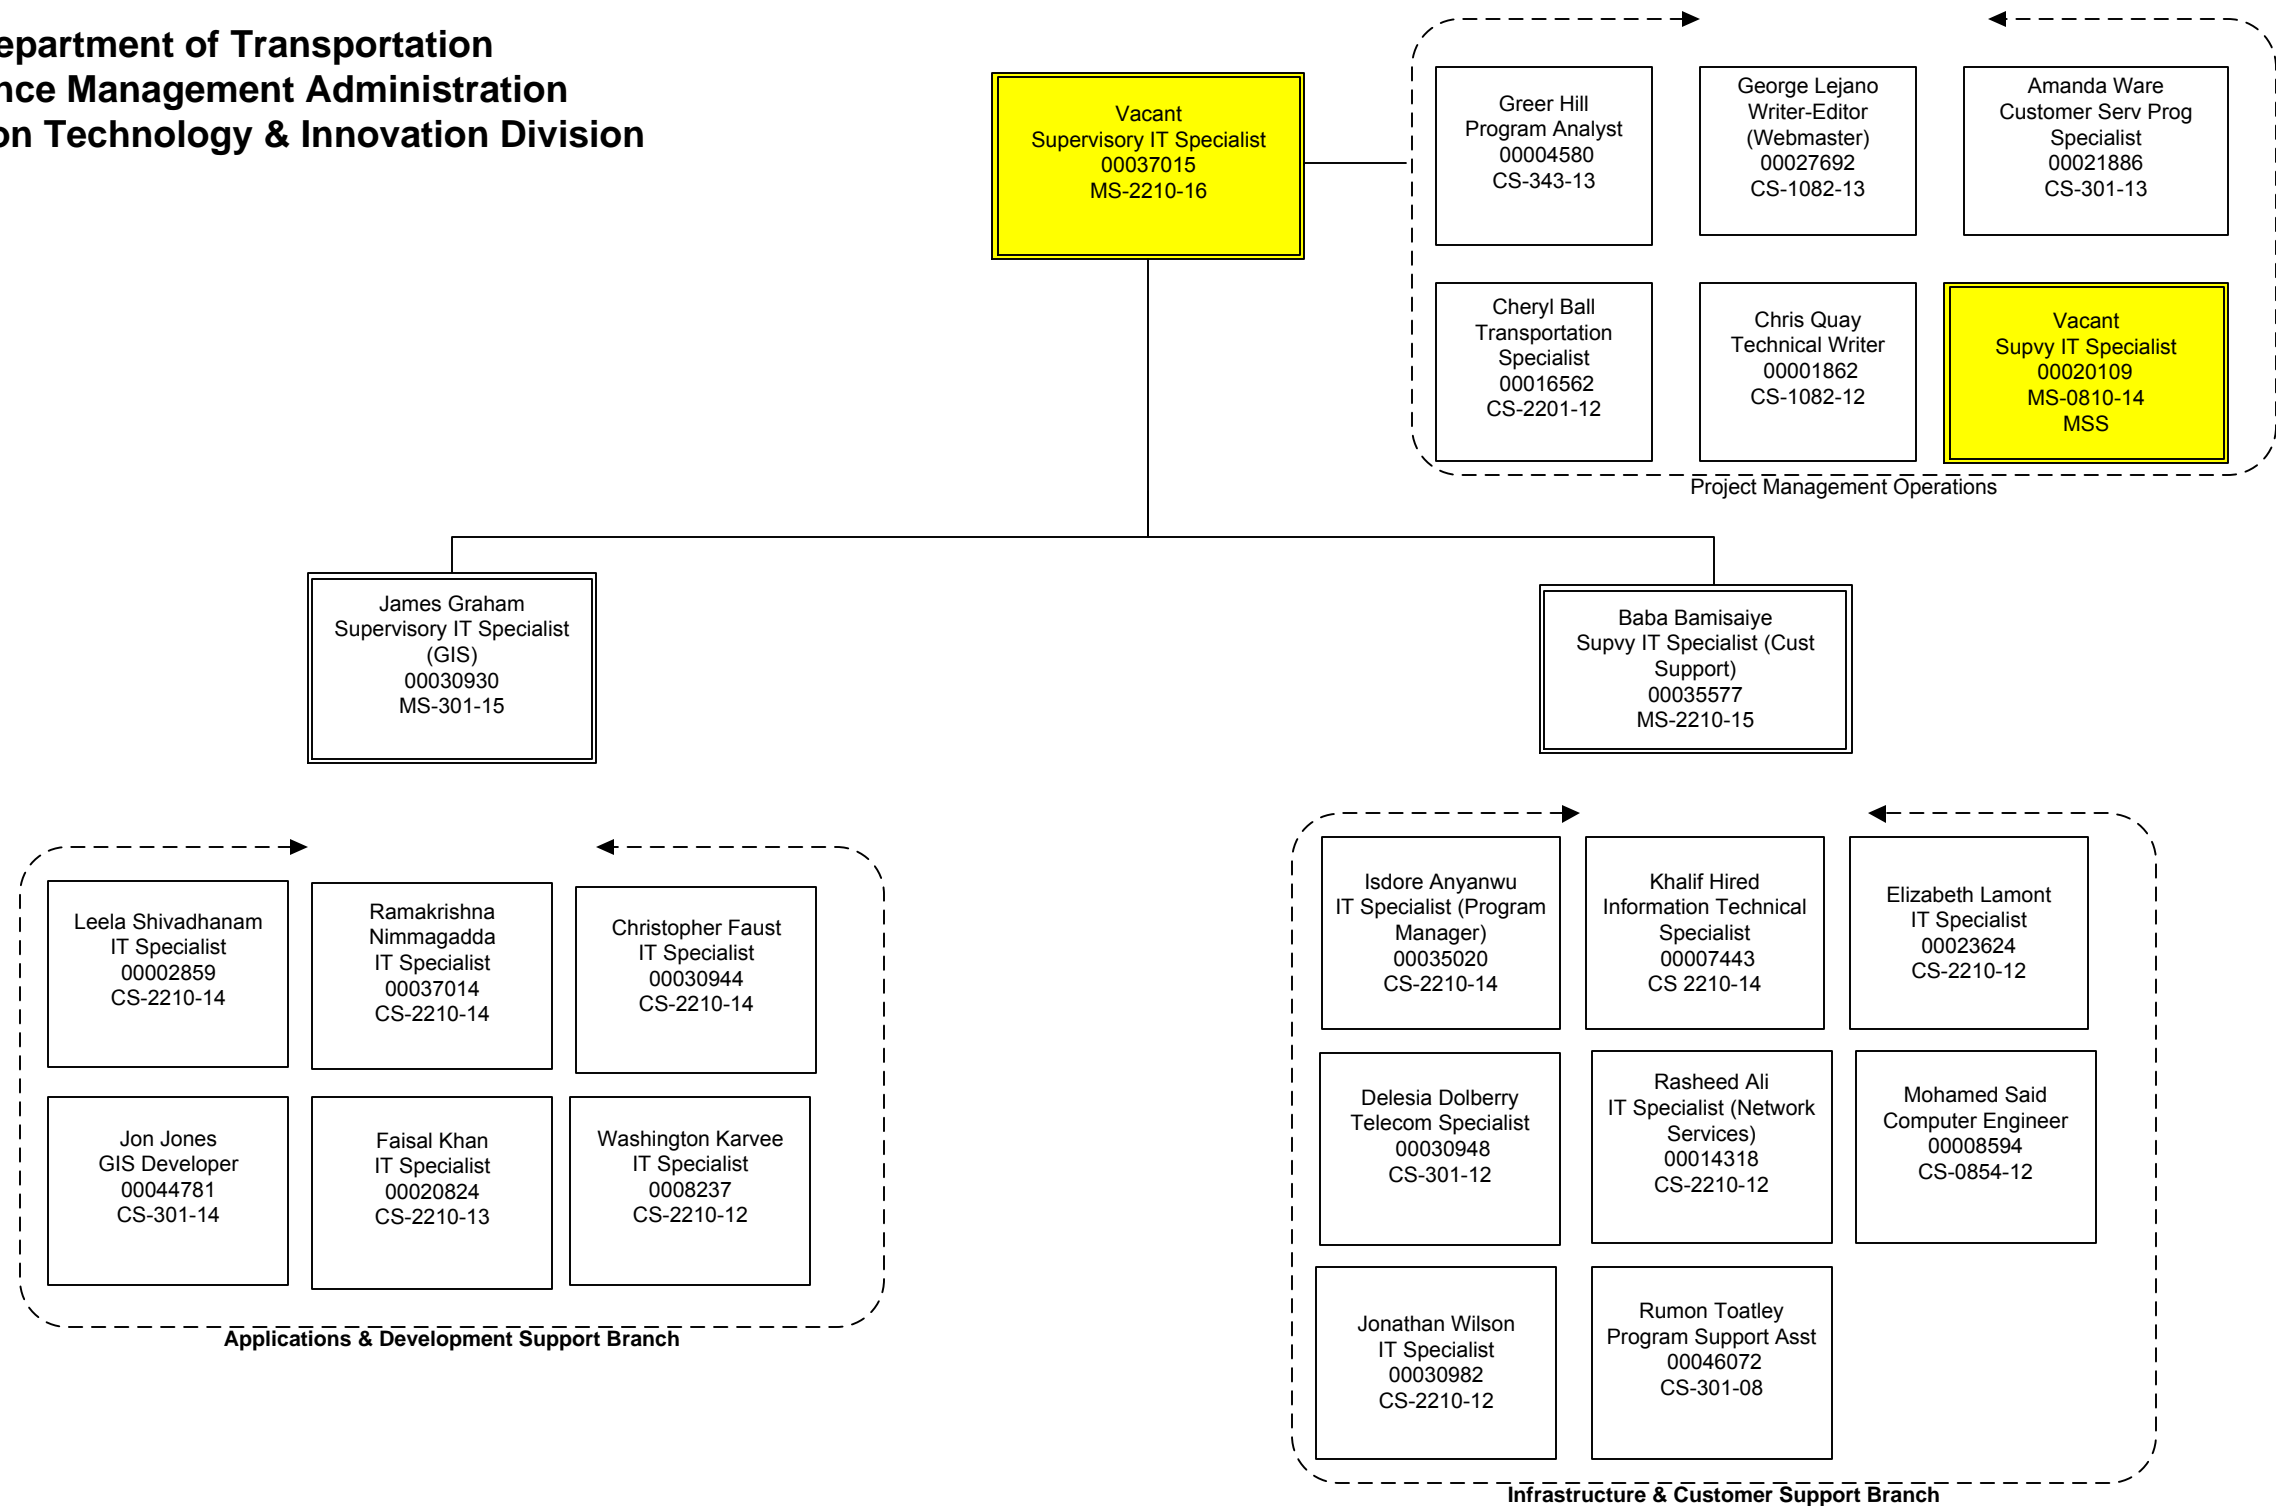 epartment of Transportation
nce Management Administration
on Technology & Innovation Division
Vacant
Supervisory IT Specialist
00037015
MS-2210-16
Greer Hill
Program Analyst
00004580
CS-343-13
George Lejano
Writer-Editor
(Webmaster)
00027692
CS-1082-13
Amanda Ware
Customer Serv Prog
Specialist
00021886
CS-301-13
Cheryl Ball
Transportation
Specialist
00016562
CS-2201-12
Chris Quay
Technical Writer
00001862
CS-1082-12
Vacant
Supvy IT Specialist
00020109
MS-0810-14
MSS
Project Management Operations
James Graham
Supervisory IT Specialist
(GIS)
00030930
MS-301-15
Baba Bamisaiye
Supvy IT Specialist (Cust
Support)
00035577
MS-2210-15
Leela Shivadhanam
IT Specialist
00002859
CS-2210-14
Ramakrishna
Nimmagadda
IT Specialist
00037014
CS-2210-14
Christopher Faust
IT Specialist
00030944
CS-2210-14
Jon Jones
GIS Developer
00044781
CS-301-14
Faisal Khan
IT Specialist
00020824
CS-2210-13
Washington Karvee
IT Specialist
0008237
CS-2210-12
Applications & Development Support Branch
Isdore Anyanwu
IT Specialist (Program
Manager)
00035020
CS-2210-14
Khalif Hired
Information Technical
Specialist
00007443
CS 2210-14
Elizabeth Lamont
IT Specialist
00023624
CS-2210-12
Delesia Dolberry
Telecom Specialist
00030948
CS-301-12
Rasheed Ali
IT Specialist (Network
Services)
00014318
CS-2210-12
Mohamed Said
Computer Engineer
00008594
CS-0854-12
Jonathan Wilson
IT Specialist
00030982
CS-2210-12
Rumon Toatley
Program Support Asst
00046072
CS-301-08
Infrastructure & Customer Support Branch